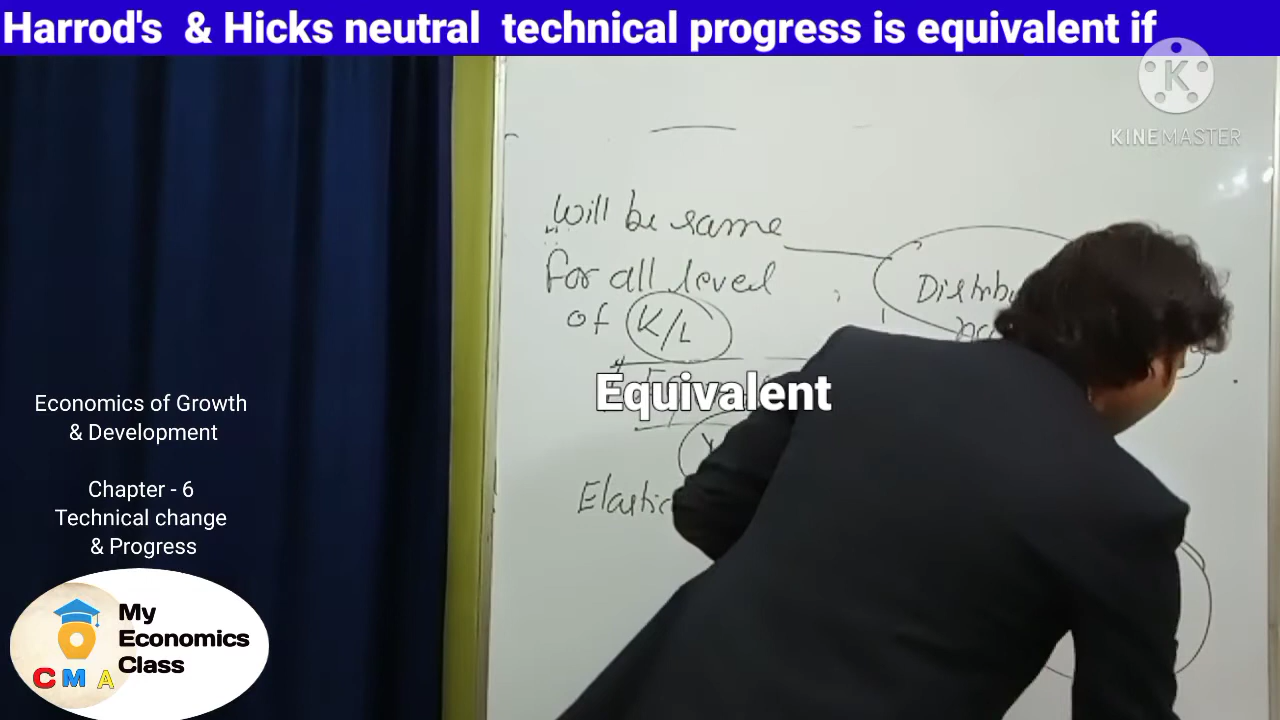 Harrod's & Hicks neutral technical progress is equivalent if
K
KINEMASTER
will be same
for all level
of K/L
Equivalent
Economics of Growth
& Development
Chapter - 6
Technical change
& Progress
My
Economics
Class
CMA